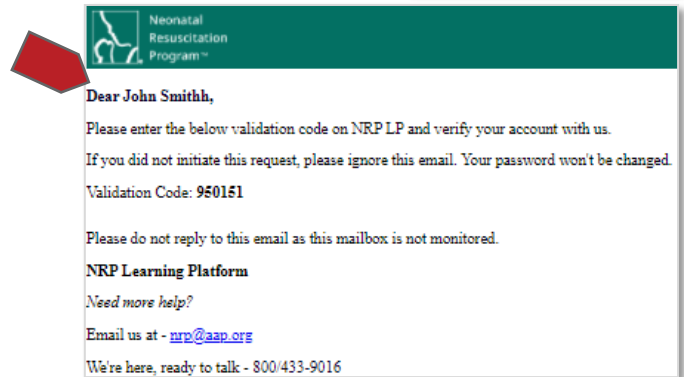 Neonatal
Resuscitation
Program™
Dear John Smithh,
Please enter the below validation code on NRP LP and verify your account with us.
If you did not initiate this request, please ignore this email. Your password won't be changed.
Validation Code: 950151
Please do not reply to this email as this mailbox is not monitored.
NRP Learning Platform
Need more help?
Email us at - nrp@aap.org
We're here, ready to talk - 800/433-9016